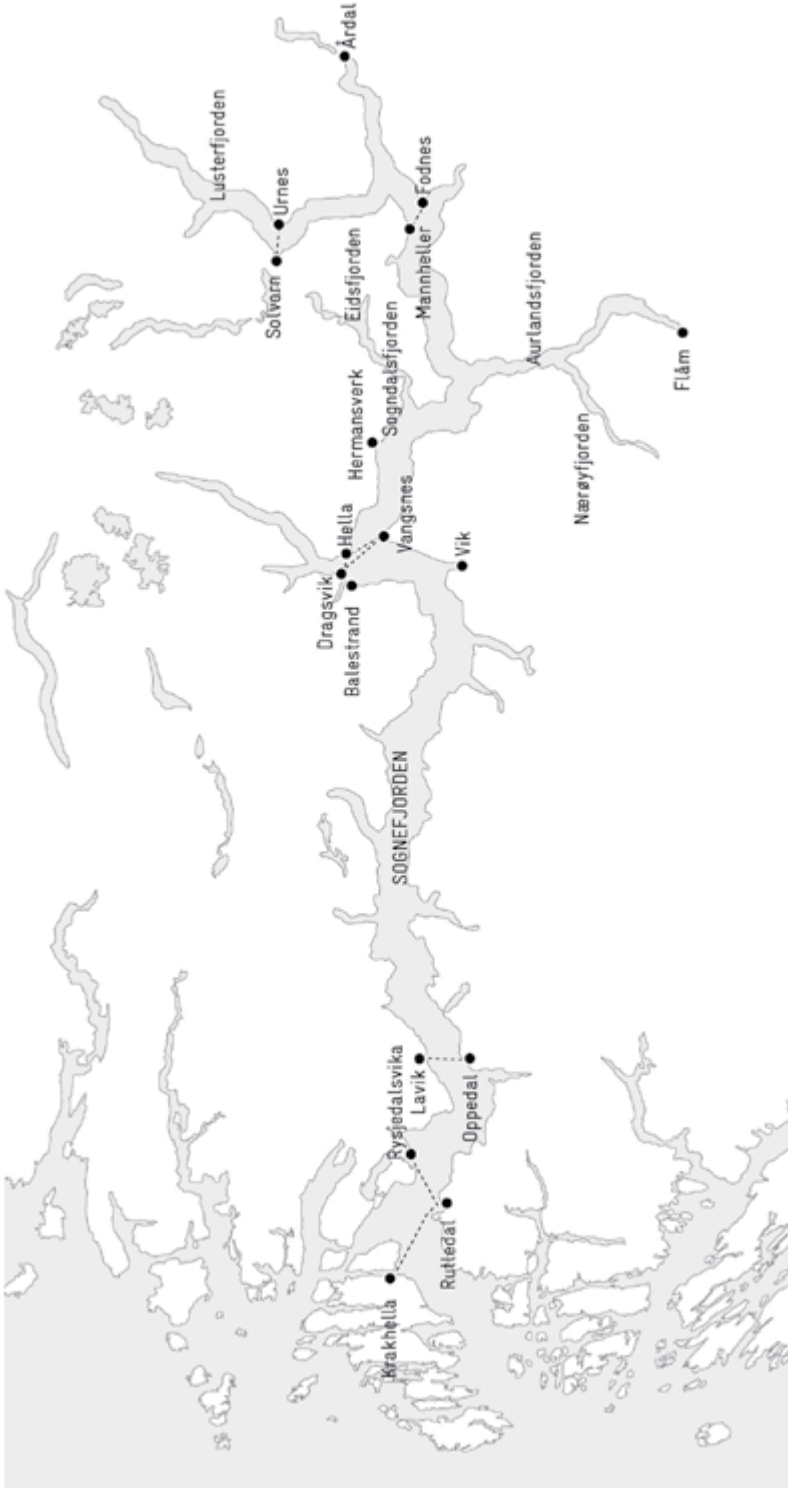 Krakhella
Rutledal
Rysjedalsvika
Lavik
Oppedal
SOGNEFJORDEN
Balestrand
Dragsvik
Hella
Vangsnes
Vik
Hermansverk
Sogndalsfjorden
Eidsfjorden
Solvorn
Urnes
Lusterfjorden
Mannheller
Fodnes
Årdal
Aurlandsfjorden
Nærøyfjorden
Flåm